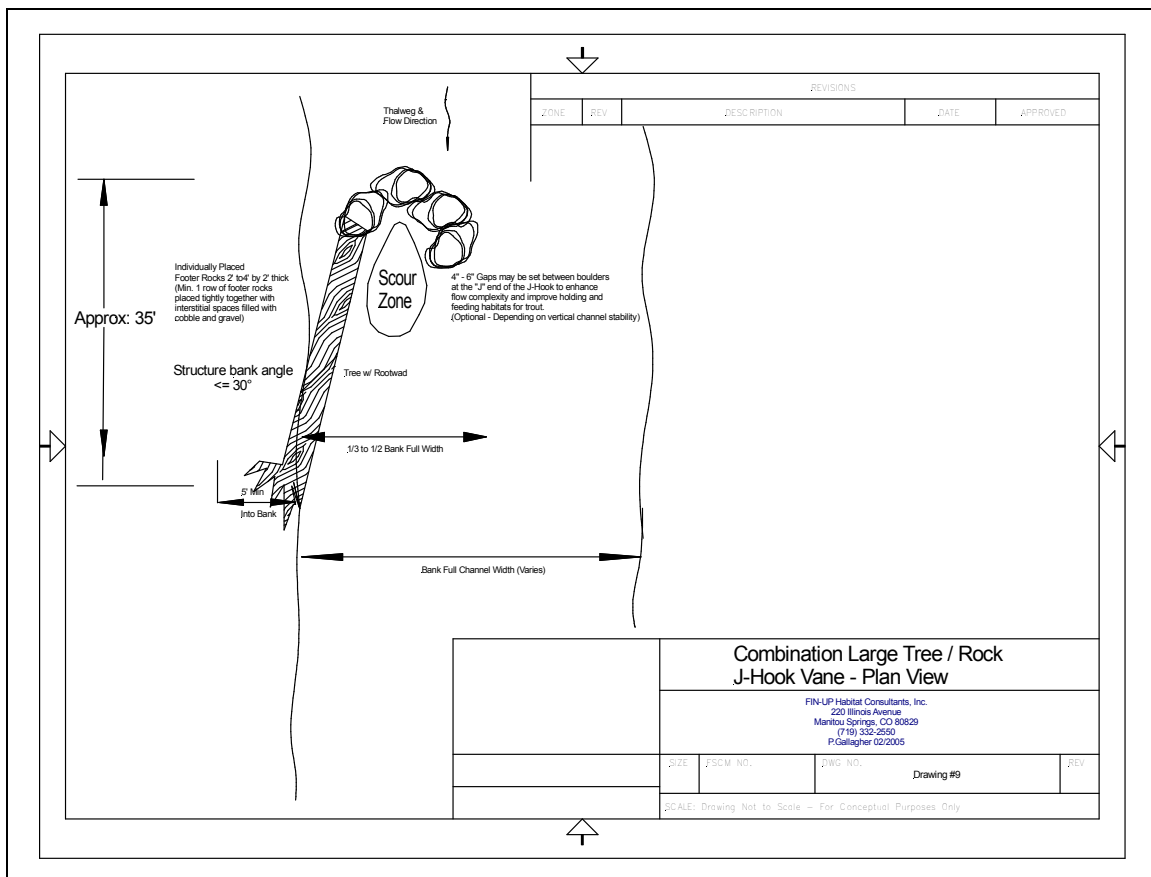 REVISIONS
ZONE REV DESCRIPTION DATE APPROVED
Thalweg &
Flow Direction
Individually Placed
Footer Rocks 2' to4' by 2' thick
(Min. 1 row of footer rocks
placed tightly together with
interstitial spaces filled with
cobble and gravel)
Approx: 35'
Scour
Zone
4" - 6" Gaps may be set between boulders
at the "J" end of the J-Hook to enhance
flow complexity and improve holding and
feeding habitats for trout.
(Optional - Depending on vertical channel stability)
Structure bank angle
<= 30°
Tree w/ Rootwad
1/3 to 1/2 Bank Full Width
5' Min
Into Bank
Bank Full Channel Width (Varies)
Combination Large Tree / Rock
J-Hook Vane - Plan View
FIN-UP Habitat Consultants, Inc.
220 Illinois Avenue
Manitou Springs, CO 80829
(719) 332-2550
P.Gallagher 02/2005
SIZE FSCM NO. DWG NO. REV
Drawing #9
SCALE: Drawing Not to Scale - For Conceptual Purposes Only